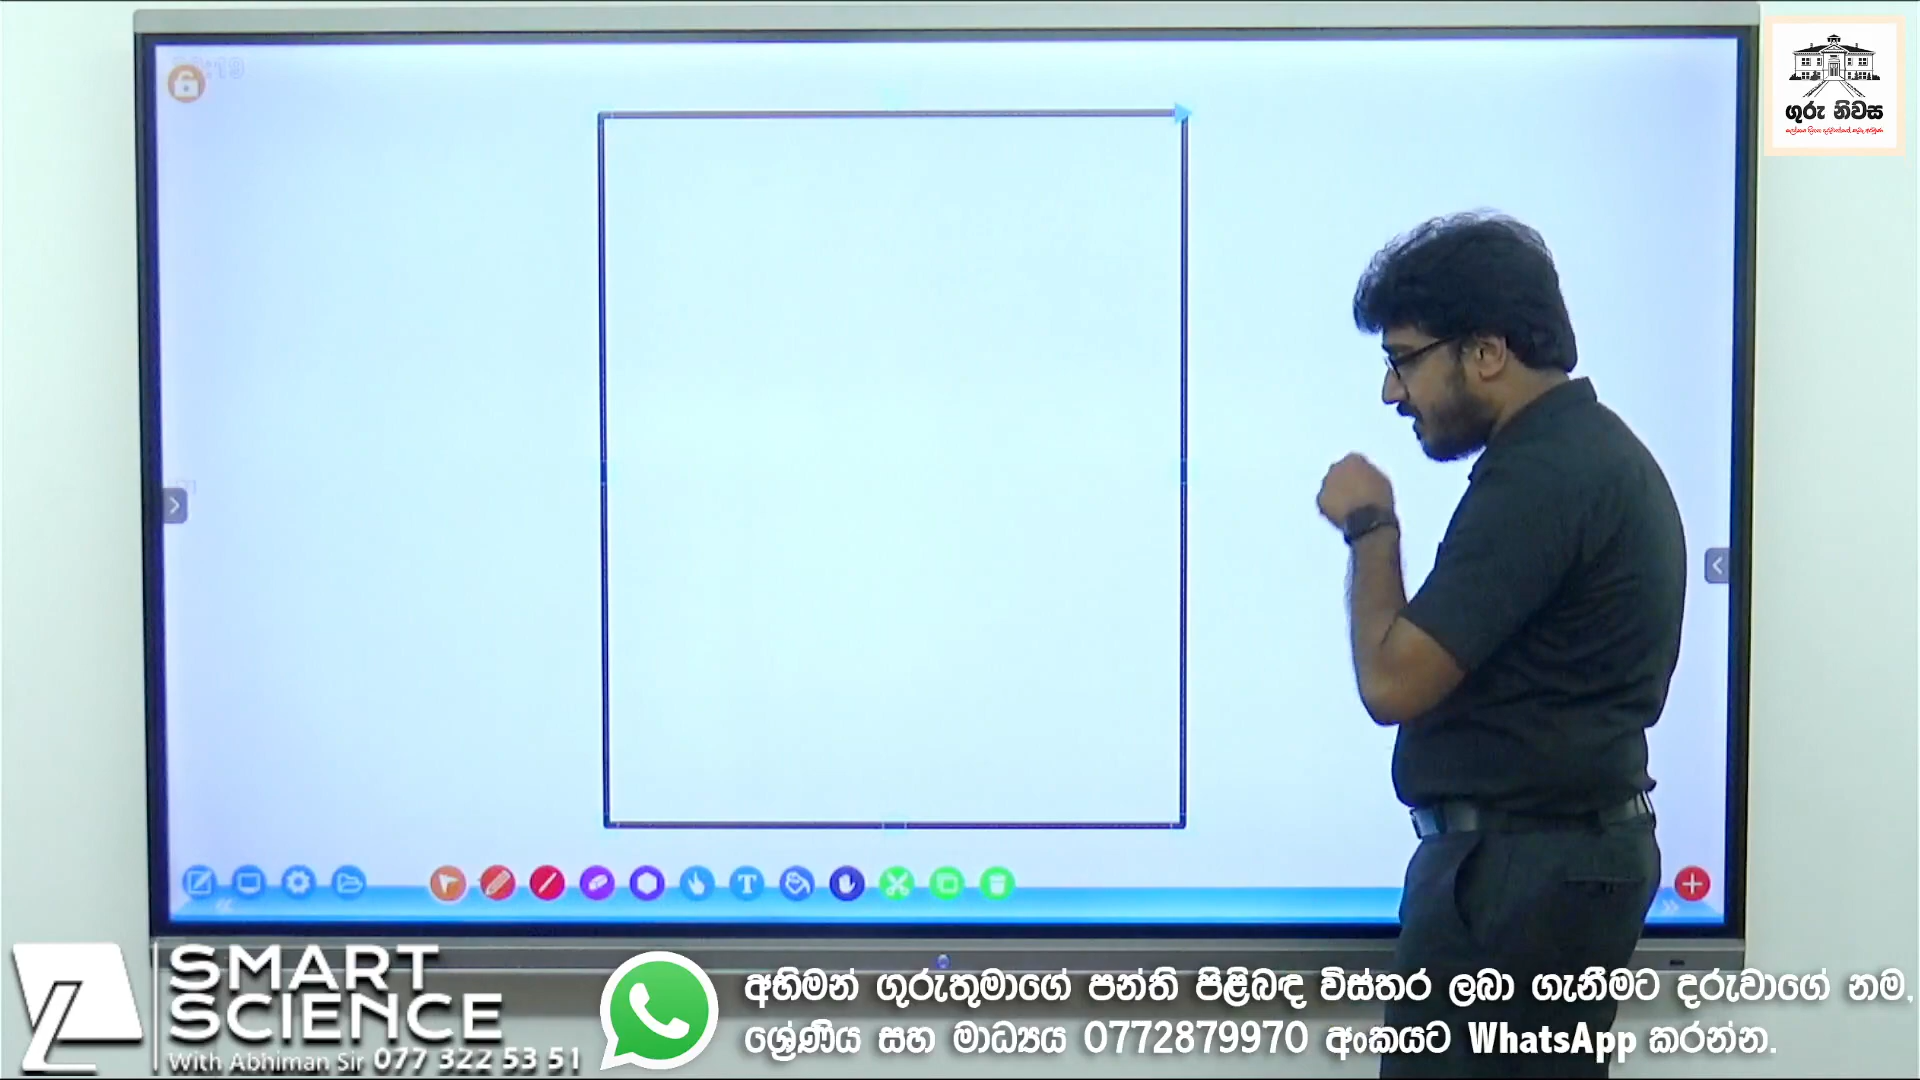 :19
ගුරු නිවස
T
SMART
SCIENCE
With Abhiman Sir 077 322 53 51
අභිමන් ගුරුතුමාගේ පන්ති පිළිබඳ විස්තර ලබා ගැනීමට දරුවාගේ නම,
ශ්‍රේණිය සහ මාධ්‍යය 0772879970 අංකයට WhatsApp කරන්න.